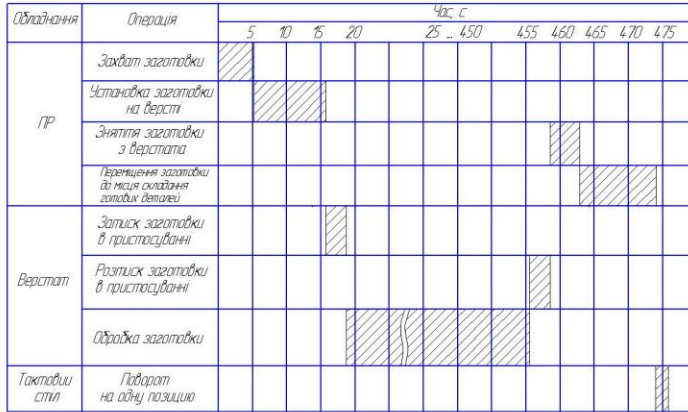 Обладнання
Операція
Час, с
5 10 15 20 25 ... 450 455 460 465 470 475
ПР
Захват заготовки
Установка заготовки
на версті
Зняття заготовки
з верстата
Переміщення заготовки
до місця складання
готових деталей
Верстат
Затиск заготовки
в пристосуванні
Розтиск заготовки
в пристосуванні
Обробка заготовки
Тактовий
стіл
Поворот
на одну позицію